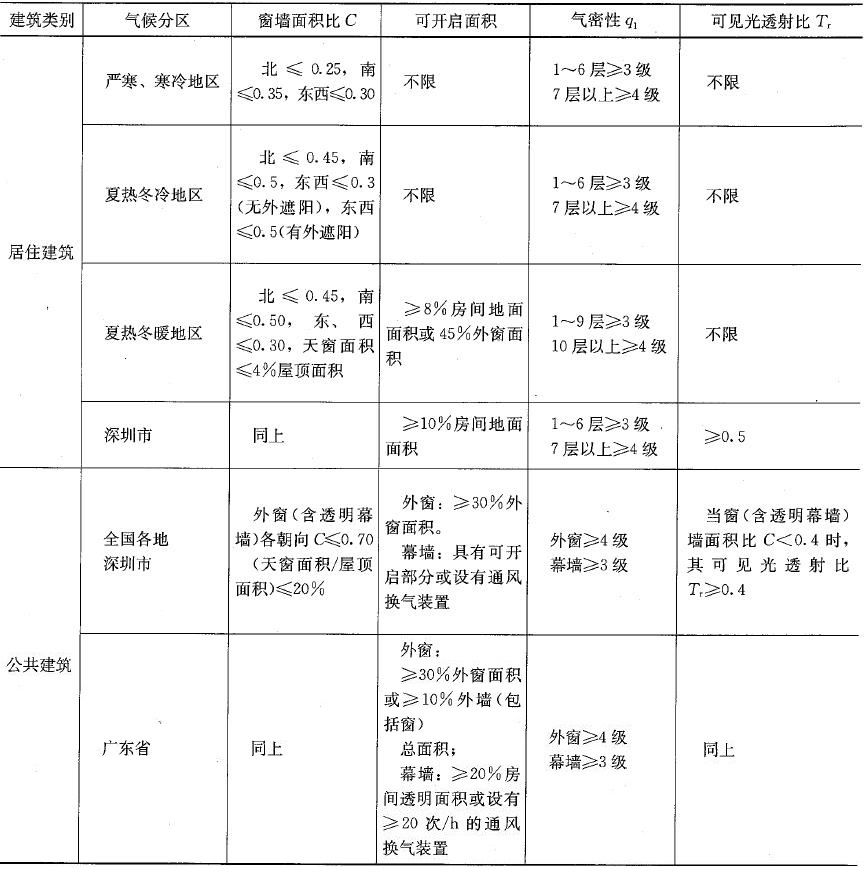 建筑类别 气候分区 窗墙面积比 C 可开启面积 气密性 q₁ 可见光透射比 Tᵣ
居住建筑
严寒、寒冷地区
北 ≤ 0.25，南
≤0.35，东西≤0.30
不限
1～6 层≥3 级
7 层以上≥4 级
不限
夏热冬冷地区
北 ≤ 0.45，南
≤0.5，东西≤0.3
(无外遮阳)，东西
≤0.5(有外遮阳)
不限
1～6 层≥3 级
7 层以上≥4 级
不限
夏热冬暖地区
北 ≤ 0.45，南
≤0.50，东、西
≤0.30，天窗面积
≤4%屋顶面积
≥8%房间地面
面积或 45%外窗面
积
1～9 层≥3 级
10 层以上≥4 级
不限
深圳市
同上
≥10%房间地面
面积
1～6 层≥3 级
7 层以上≥4 级
≥0.5
公共建筑
全国各地
深圳市
外窗(含透明幕
墙)各朝向 C≤0.70
(天窗面积/屋顶
面积)≤20%
外窗：≥30%外
窗面积。
幕墙：具有可开
启部分或设有通风
换气装置
外窗≥4 级
幕墙≥3 级
当窗(含透明幕墙)
墙面积比 C＜0.4 时，
其可见光透射比
Tᵣ≥0.4
广东省
同上
外窗：
≥30%外窗面积
或≥10%外墙(包
括窗)
总面积；
幕墙：≥20%房
间透明面积或设有
≥20 次/h 的通风
换气装置
外窗≥4 级
幕墙≥3 级
同上